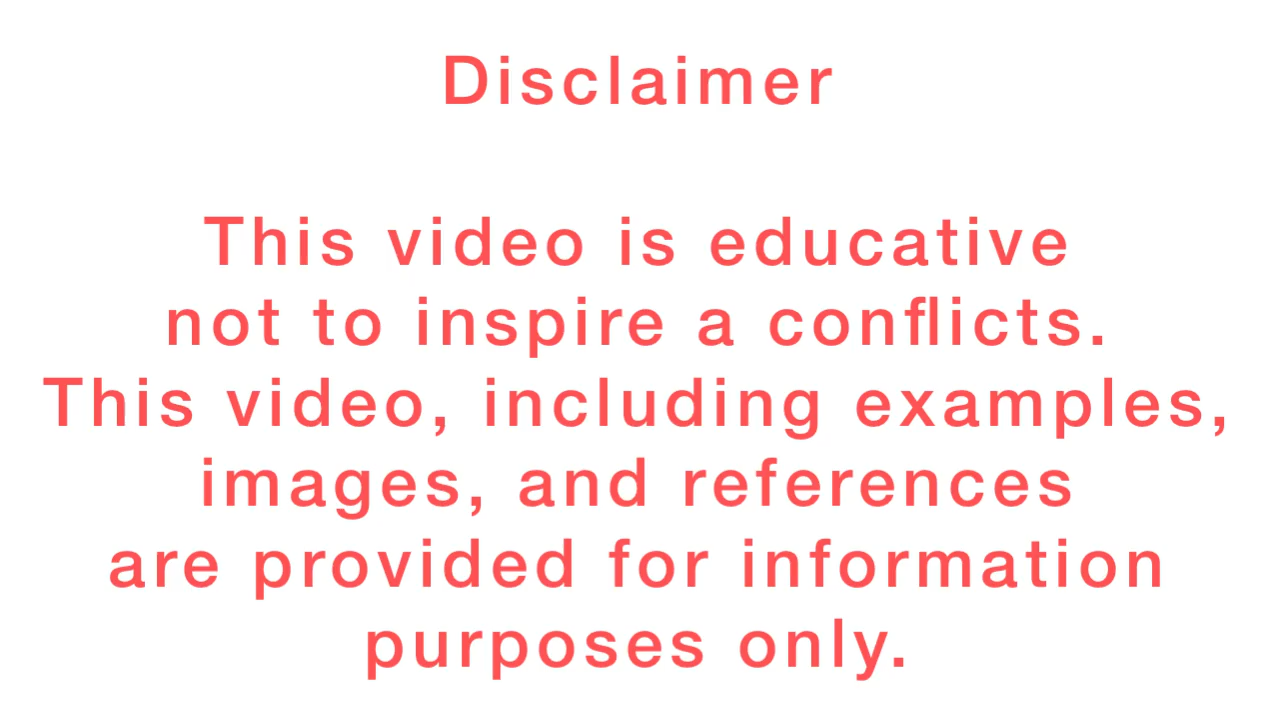 Disclaimer
This video is educative
not to inspire a conflicts.
This video, including examples,
images, and references
are provided for information
purposes only.